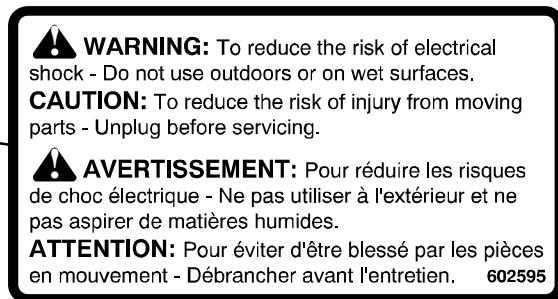 WARNING: To reduce the risk of electrical
shock - Do not use outdoors or on wet surfaces.
CAUTION: To reduce the risk of injury from moving
parts - Unplug before servicing.
AVERTISSEMENT: Pour réduire les risques
de choc électrique - Ne pas utiliser à l'extérieur et ne
pas aspirer de matières humides.
ATTENTION: Pour éviter d'être blessé par les pièces
en mouvement - Débrancher avant l'entretien. 602595